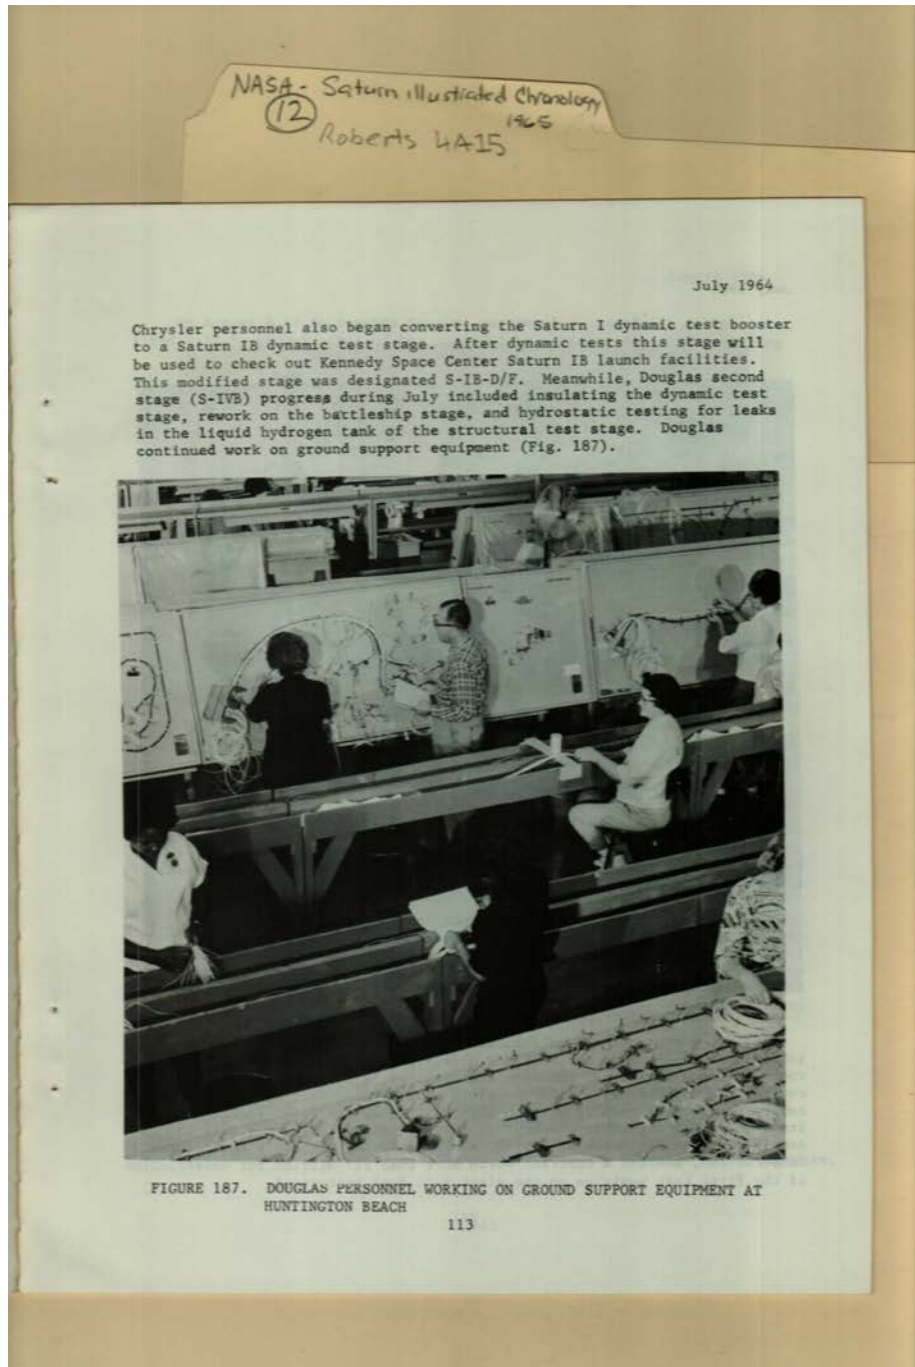 NASA- Saturn illustrated Chronology
12
1965
Roberts 4A15
July 1964
Chrysler personnel also began converting the Saturn I dynamic test booster
to a Saturn IB dynamic test stage. After dynamic tests this stage will
be used to check out Kennedy Space Center Saturn IB launch facilities.
This modified stage was designated S-IB-D/F. Meanwhile, Douglas second
stage (S-IVB) progress during July included insulating the dynamic test
stage, rework on the battleship stage, and hydrostatic testing for leaks
in the liquid hydrogen tank of the structural test stage. Douglas
continued work on ground support equipment (Fig. 187).
FIGURE 187. DOUGLAS PERSONNEL WORKING ON GROUND SUPPORT EQUIPMENT AT
HUNTINGTON BEACH
113